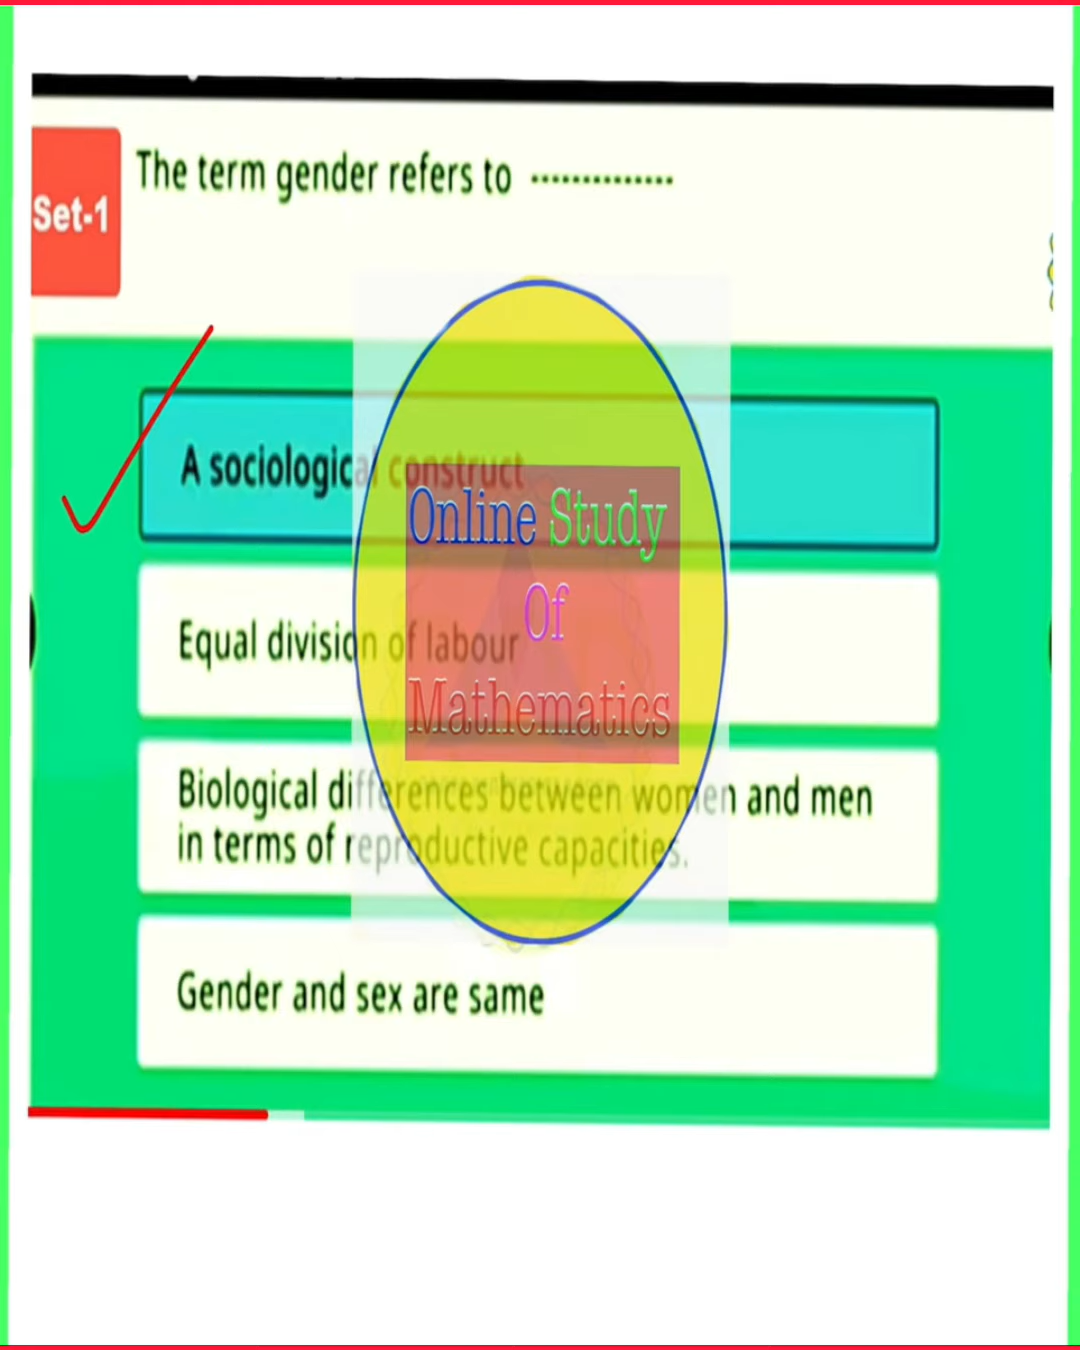 Set-1
The term gender refers to --------------
A sociological construct
Equal division of labour
Biological differences between women and men
in terms of reproductive capacities.
Gender and sex are same
Online Study
Of
Mathematics